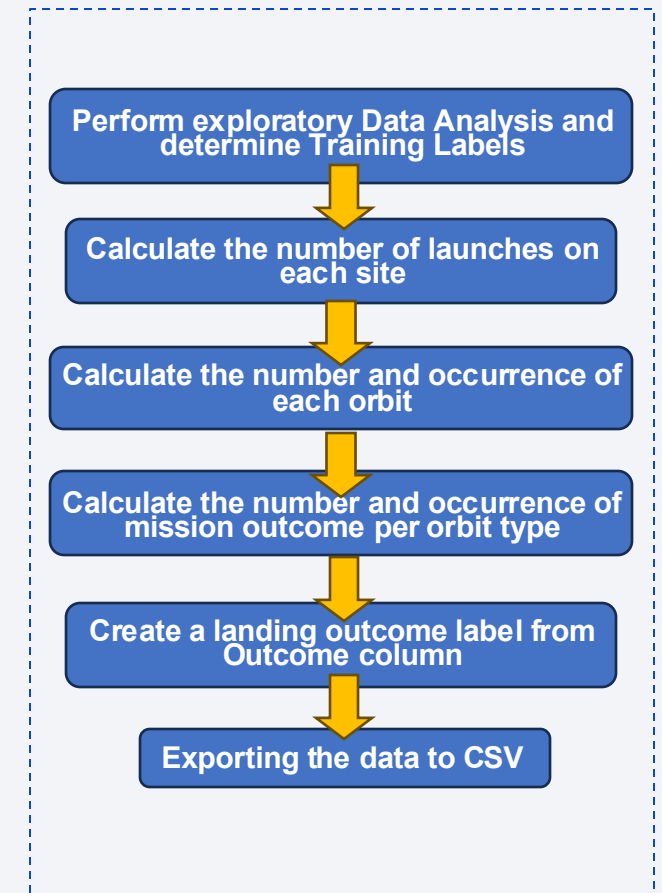 Perform exploratory Data Analysis and
determine Training Labels
Calculate the number of launches on
each site
Calculate the number and occurrence of
each orbit
Calculate the number and occurrence of
mission outcome per orbit type
Create a landing outcome label from
Outcome column
Exporting the data to CSV